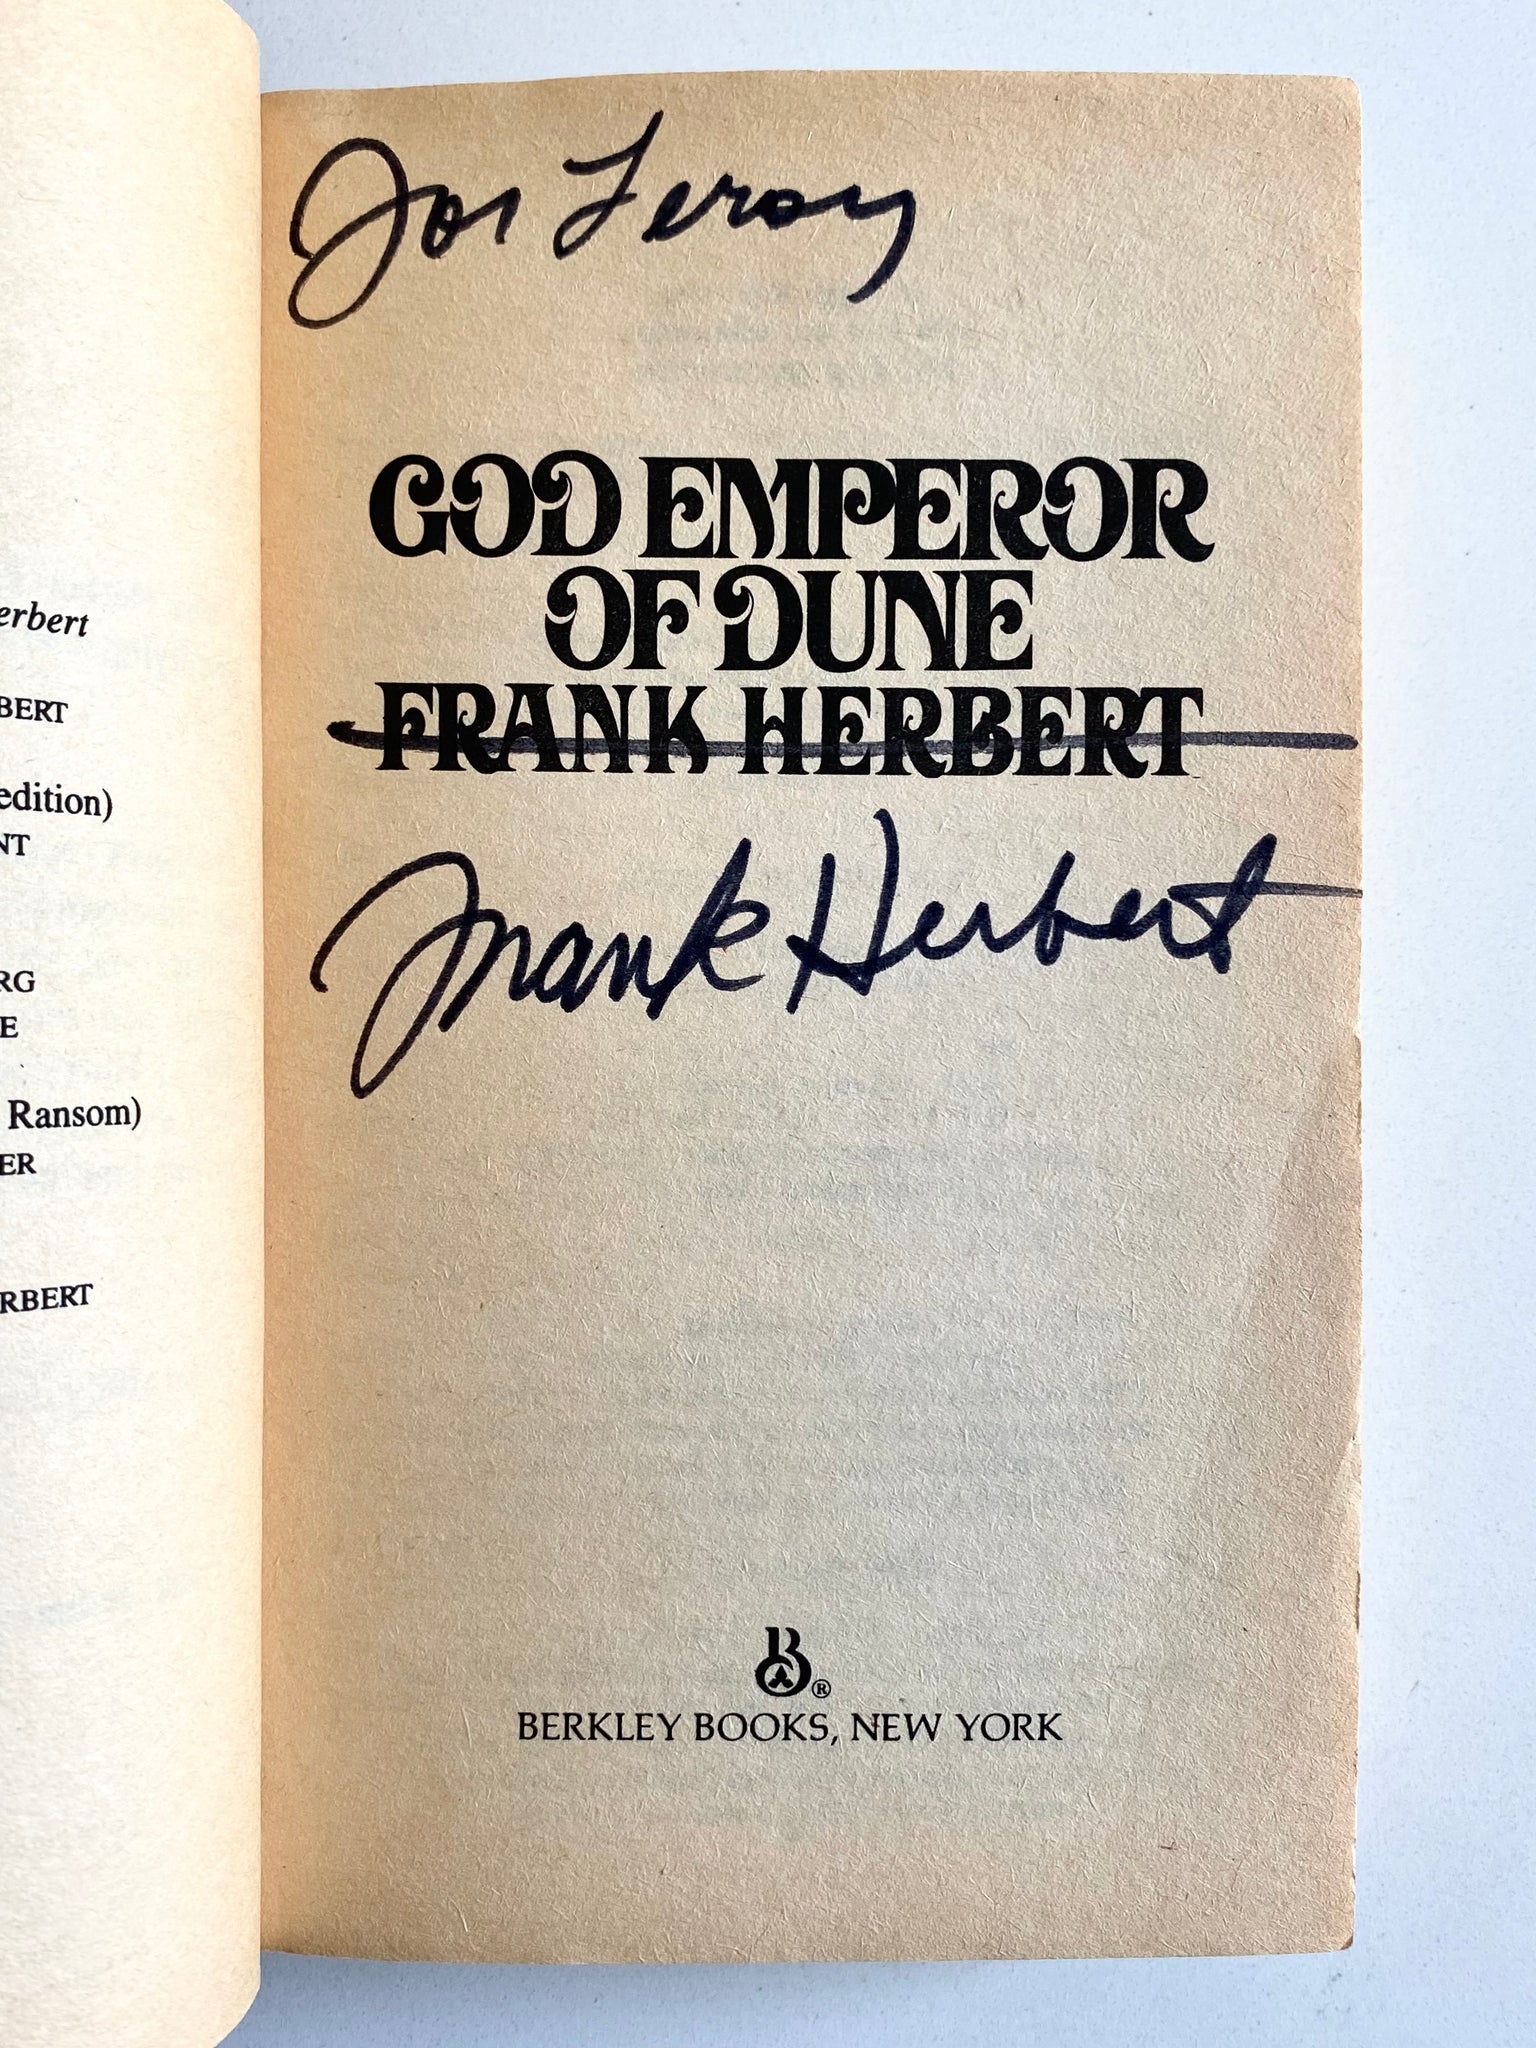 erbert
BERT
edition)
NT
RG
E
Ransom)
ER
RBERT
For Leroy
GOD EMPEROR
OF DUNE
FRANK HERBERT
Frank Herbert
B®
BERKLEY BOOKS, NEW YORK